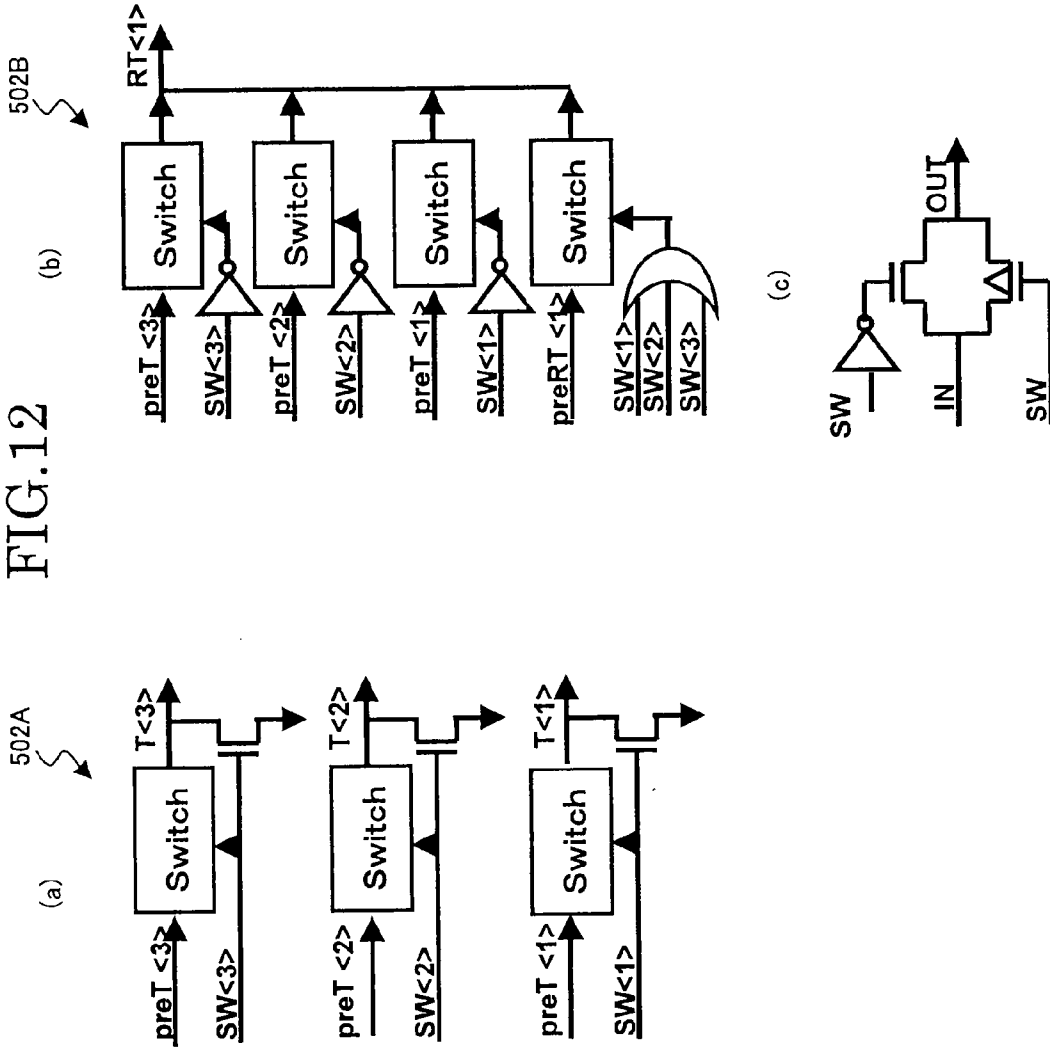 FIG.12
(a)
502A
preT <3>
Switch
T<3>
SW<3>
preT <2>
Switch
T<2>
SW<2>
preT <1>
Switch
T<1>
SW<1>
(b)
502B
preT <3>
Switch
RT<1>
SW<3>
preT <2>
Switch
SW<2>
preT <1>
Switch
SW<1>
preRT <1>
Switch
SW<1>
SW<2>
SW<3>
(c)
SW
IN
OUT
SW